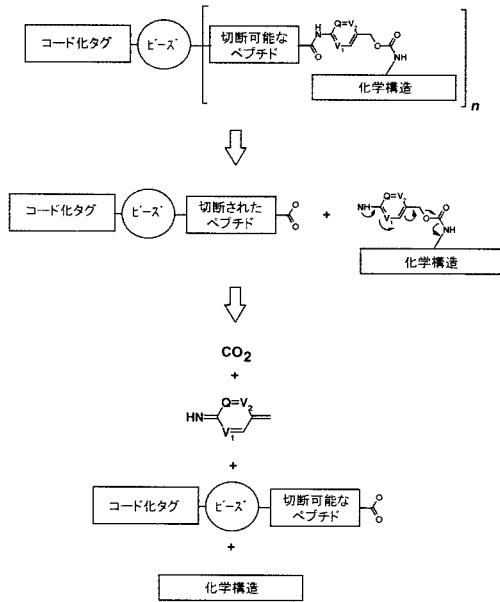 コード化タグ
ビーズ
切断可能な
ペプチド
O
NH
Q=V2
V1
O
O
NH
化学構造
n
コード化タグ
ビーズ
切断された
ペプチド
O
O
+
NH
Q=V2
V1
O
O
NH
化学構造
CO2
+
HN
Q=V2
V1
+
コード化タグ
ビーズ
切断可能な
ペプチド
O
O
+
化学構造